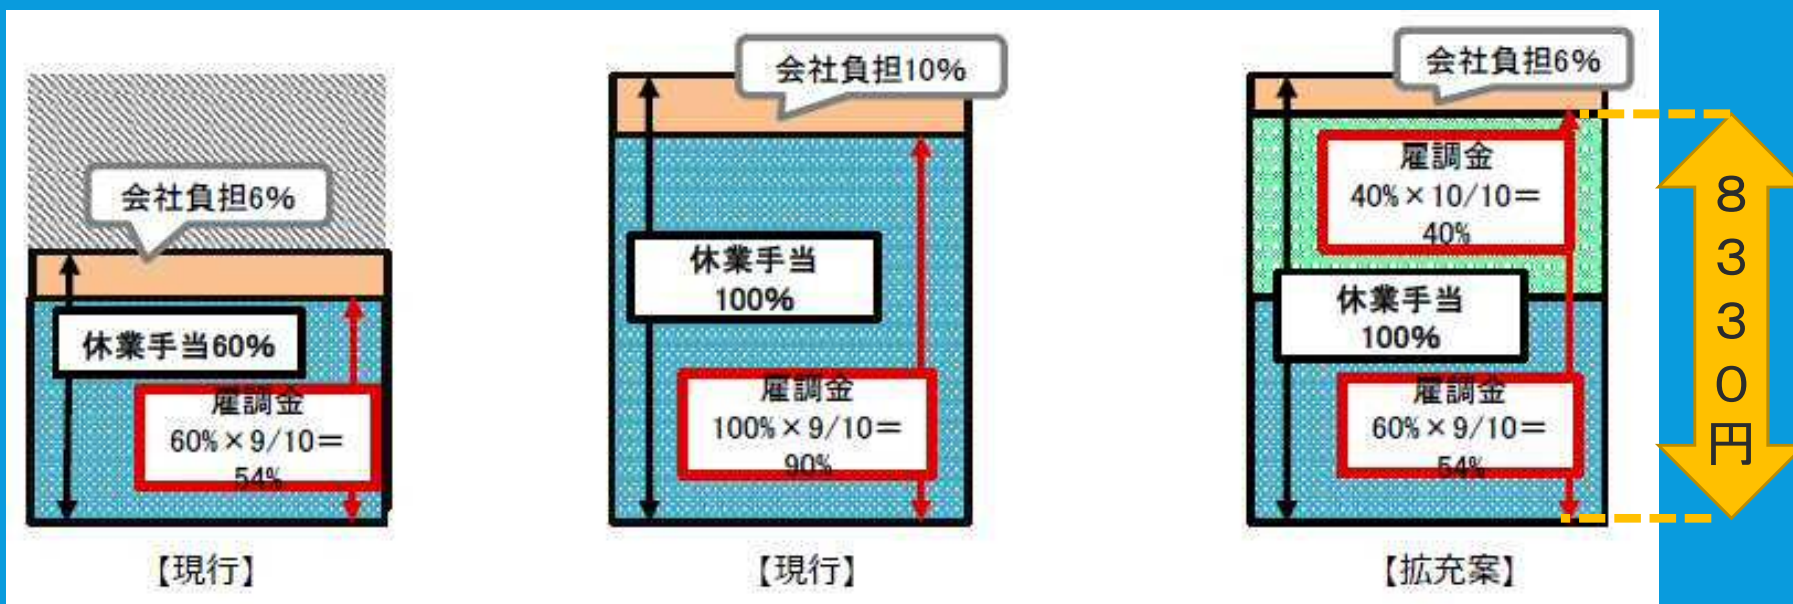 会社負担6%
休業手当60%
雇調金
60%×9/10＝
54%
【現行】
会社負担10%
休業手当
100%
雇調金
100%×9/10＝
90%
【現行】
会社負担6%
雇調金
40%×10/10＝
40%
休業手当
100%
雇調金
60%×9/10＝
54%
【拡充案】
８３３０円